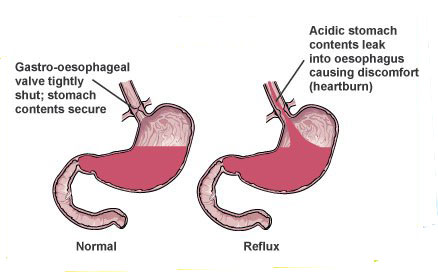 Gastro-oesophageal
valve tightly
shut; stomach
contents secure
Acidic stomach
contents leak
into oesophagus
causing discomfort
(heartburn)
Normal
Reflux